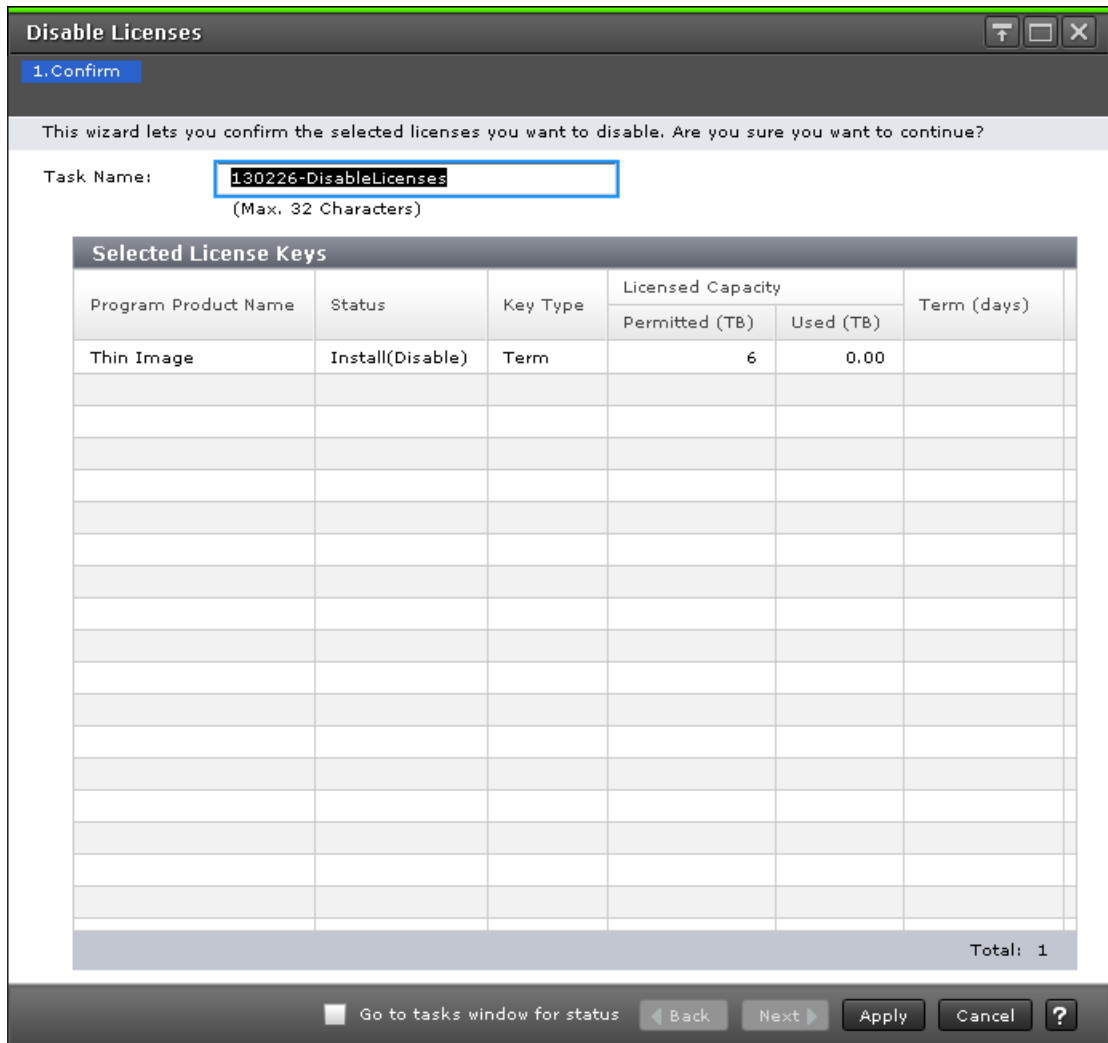 Disable Licenses
1.Confirm
This wizard lets you confirm the selected licenses you want to disable. Are you sure you want to continue?
Task Name: 130226-DisableLicenses
(Max. 32 Characters)
Selected License Keys
Program Product Name Status Key Type Licensed Capacity Term (days)
Permitted (TB) Used (TB)
Thin Image Install(Disable) Term 6 0.00
Total: 1
Go to tasks window for status Back Next Apply Cancel ?